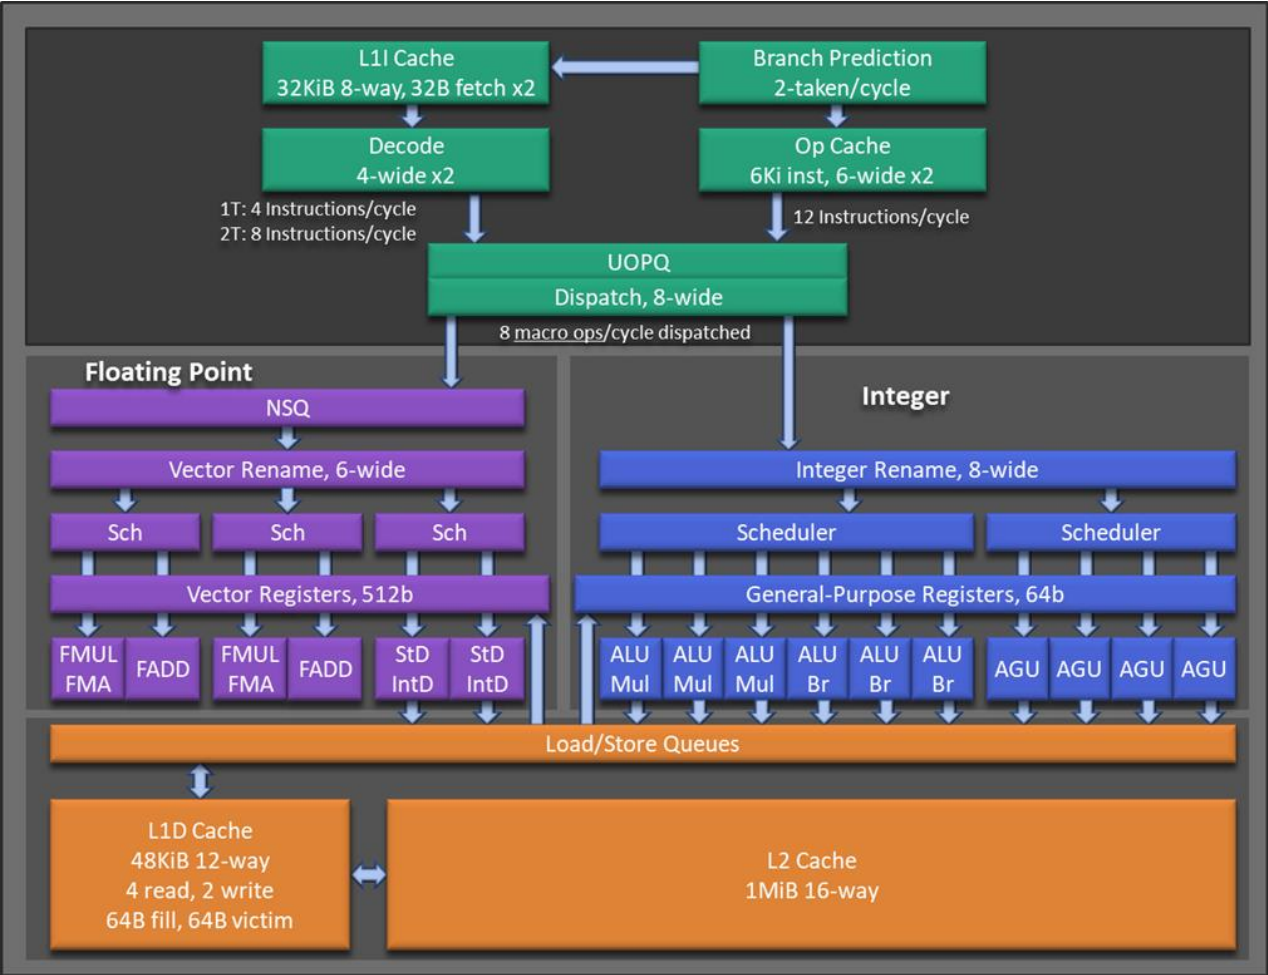 L1I Cache
32KiB 8-way, 32B fetch x2
Branch Prediction
2-taken/cycle
Decode
4-wide x2
Op Cache
6Ki inst, 6-wide x2
1T: 4 Instructions/cycle
2T: 8 Instructions/cycle
12 Instructions/cycle
UOPQ
Dispatch, 8-wide
8 macro ops/cycle dispatched
Floating Point
NSQ
Vector Rename, 6-wide
Sch
Sch
Sch
Vector Registers, 512b
FMUL
FMA
FADD
FMUL
FMA
FADD
StD
IntD
StD
IntD
Integer
Integer Rename, 8-wide
Scheduler
Scheduler
General-Purpose Registers, 64b
ALU
Mul
ALU
Mul
ALU
Mul
ALU
Br
ALU
Br
ALU
Br
AGU
AGU
AGU
AGU
Load/Store Queues
L1D Cache
48KiB 12-way
4 read, 2 write
64B fill, 64B victim
L2 Cache
1MiB 16-way